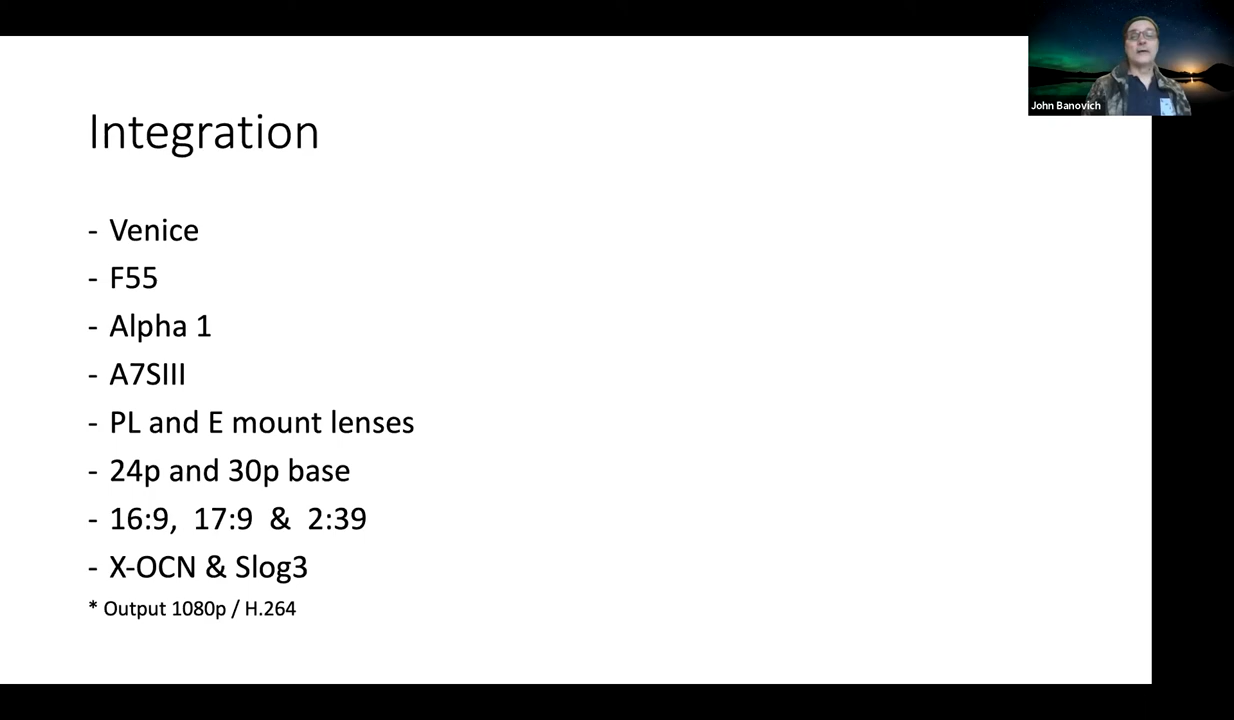 John Banovich
Integration
- Venice
- F55
- Alpha 1
- A7SIII
- PL and E mount lenses
- 24p and 30p base
- 16:9, 17:9 & 2:39
- X-OCN & Slog3
* Output 1080p / H.264